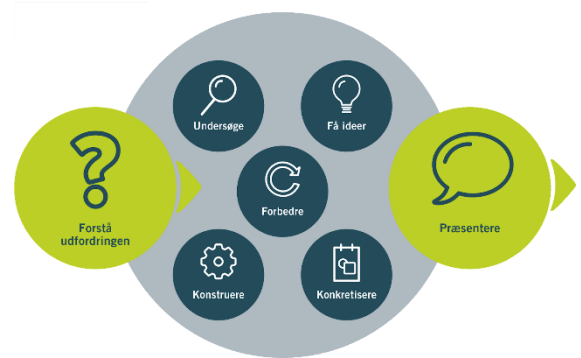 Forstå
udfordringen
Undersøge
Få ideer
Forbedre
Konstruere
Konkretisere
Præsentere